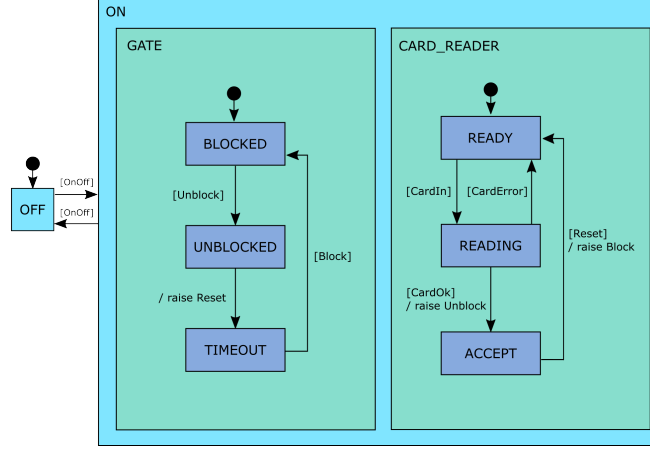 ON
GATE
CARD_READER
BLOCKED
READY
[OnOff]
[Unblock]
[CardIn]
[CardError]
OFF
[OnOff]
[Reset]
/ raise Block
UNBLOCKED
[Block]
READING
/ raise Reset
[CardOk]
/ raise Unblock
TIMEOUT
ACCEPT